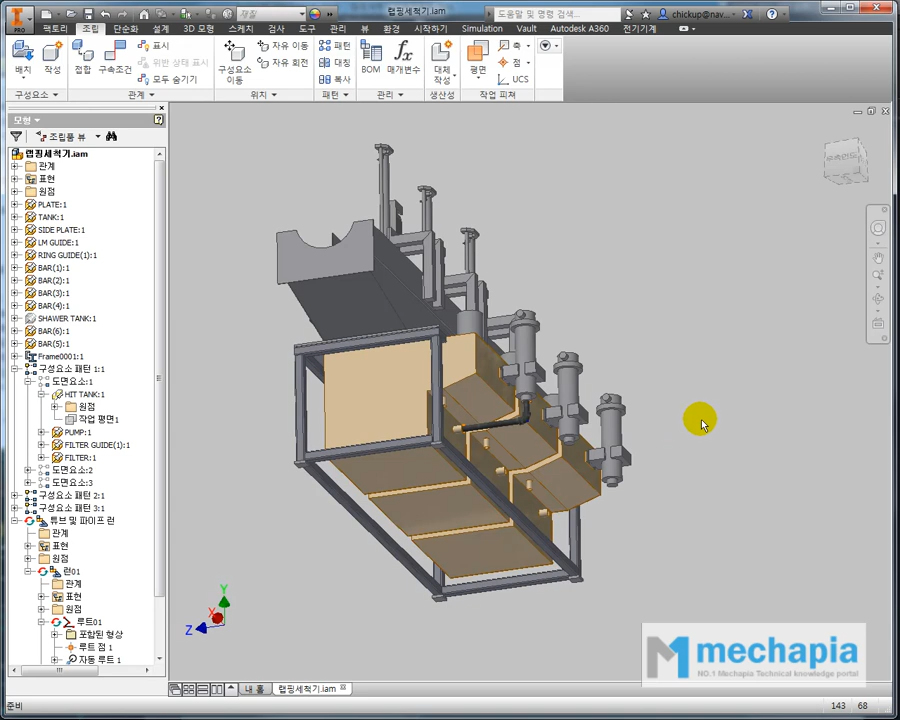 랩핑세척기.iam
재질
도움말 및 명령 검색...
chickup@nav...
PRO
팩토리 조립 단순화 설계 3D 모형 스케치 검사 도구 관리 뷰 환경 시작하기 Simulation Vault Autodesk A360 전기계기
배치 작성
구성요소
접합 구속조건
표시
위반 상태 표시
모두 숨기기
관계
구성요소 이동
자유 이동
자유 회전
위치
패턴
대칭
복사
패턴
BOM 매개변수
관리
대체 작성
생산성
평면
축
점
UCS
작업 피쳐
모형
조립품 뷰
랩핑세척기.iam
관계
표현
원점
PLATE:1
TANK:1
SIDE PLATE:1
LM GUIDE:1
RING GUIDE(1):1
BAR(1):1
BAR(2):1
BAR(3):1
BAR(4):1
SHAWER TANK:1
BAR(6):1
BAR(5):1
Frame0001:1
구성요소 패턴 1:1
도면요소:1
HIT TANK:1
원점
작업 평면1
PUMP:1
FILTER GUIDE(1):1
FILTER:1
도면요소:2
도면요소:3
구성요소 패턴 2:1
구성요소 패턴 3:1
튜브 및 파이프 런
관계
표현
원점
런01
관계
표현
원점
루트01
포함된 형상
루트 점 1
자동 루트 1
Y
X
Z
M mechapia
NO.1 Mechapia Technical knowledge portal
내 홈 랩핑세척기.iam
준비
143 68